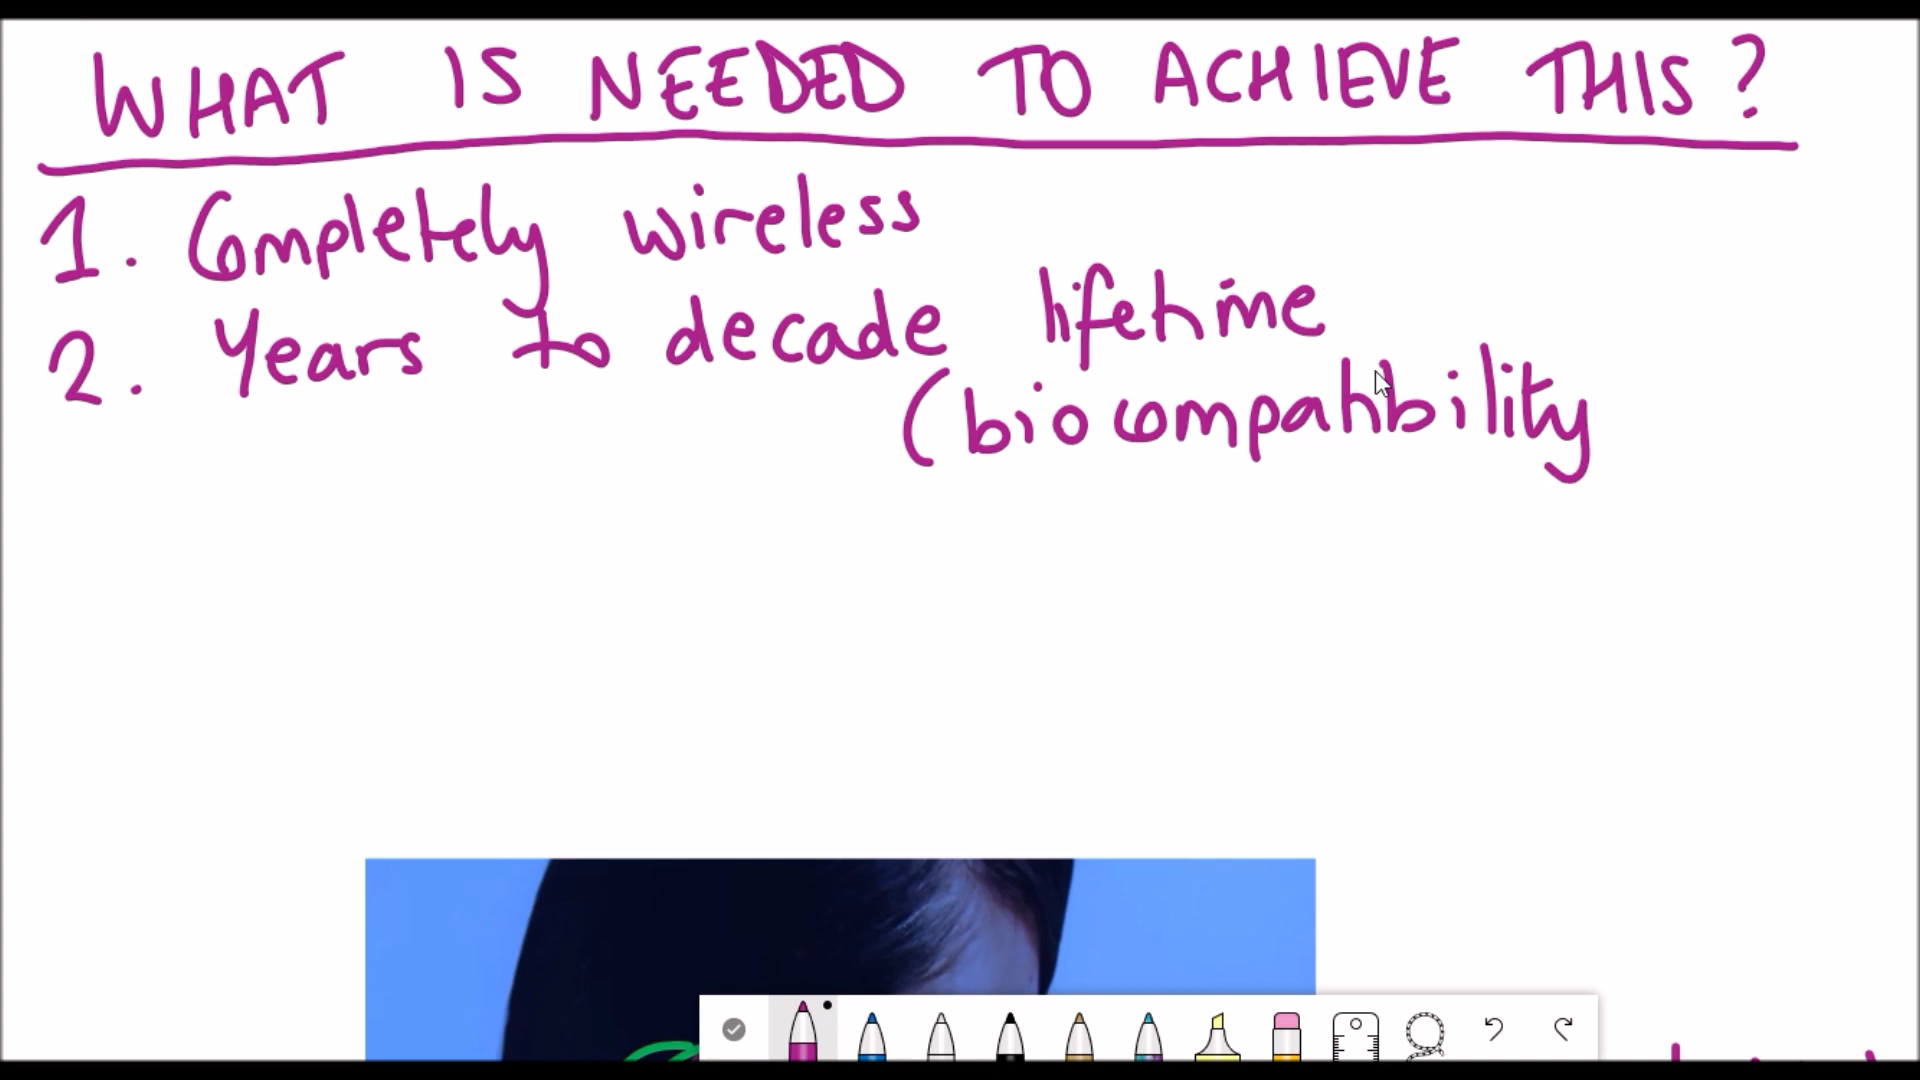 WHAT IS NEEDED TO ACHIEVE THIS?
1. Completely wireless
2. Years to decade lifetime
(biocompatibility